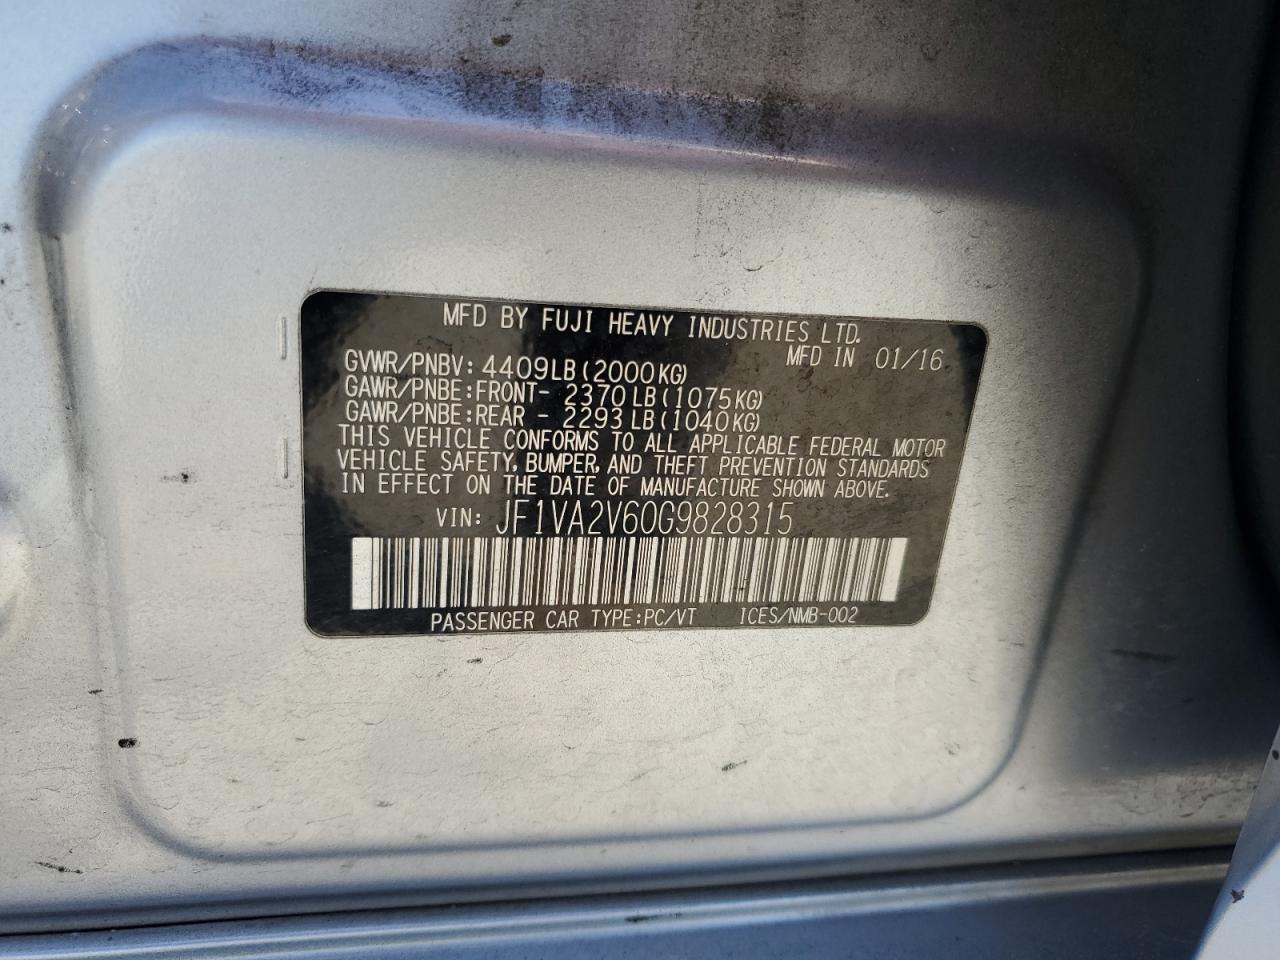 MFD BY FUJI HEAVY INDUSTRIES LTD.
MFD IN 01/16
GVWR/PNBV: 4409LB (2000KG)
GAWR/PNBE:FRONT- 2370LB(1075KG)
GAWR/PNBE:REAR - 2293LB(1040KG)
THIS VEHICLE CONFORMS TO ALL APPLICABLE FEDERAL MOTOR
VEHICLE SAFETY, BUMPER, AND THEFT PREVENTION STANDARDS
IN EFFECT ON THE DATE OF MANUFACTURE SHOWN ABOVE.
VIN: JF1VA2V60G9828315
PASSENGER CAR TYPE:PC/VT ICES/NMB-002